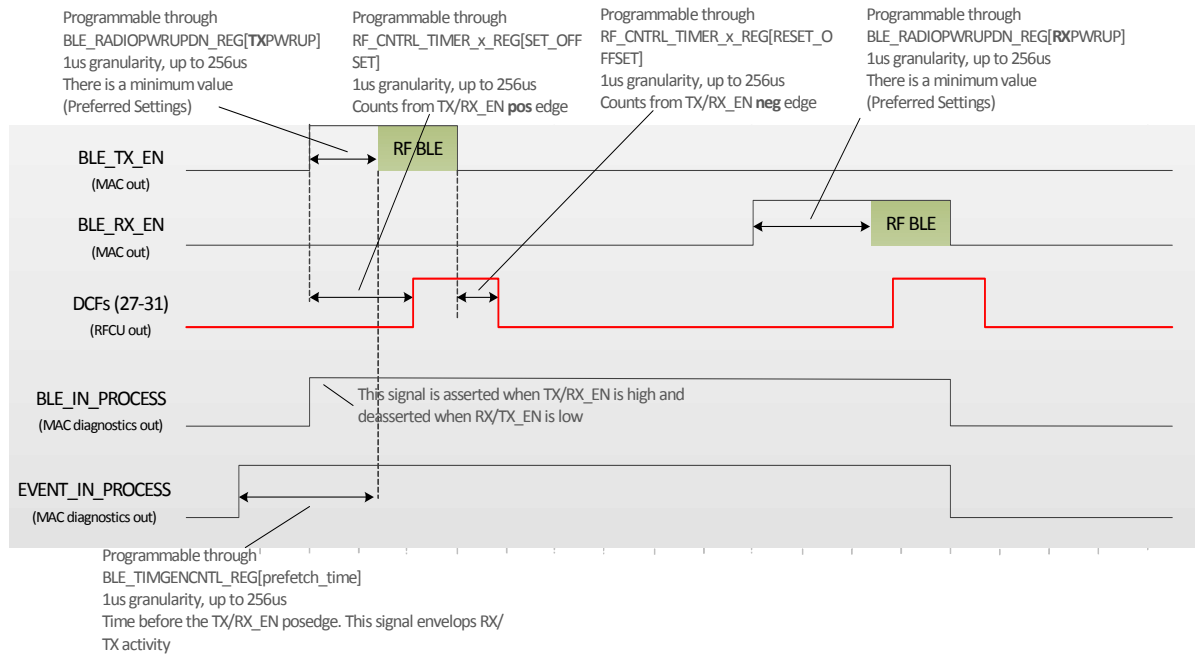 Programmable through
BLE_RADIOPWRUPDN_REG[TXPWRUP]
1us granularity, up to 256us
There is a minimum value
(Preferred Settings)
Programmable through
RF_CNTRL_TIMER_x_REG[SET_OFF
SET]
1us granularity, up to 256us
Counts from TX/RX_EN pos edge
Programmable through
RF_CNTRL_TIMER_x_REG[RESET_O
FFSET]
1us granularity, up to 256us
Counts from TX/RX_EN neg edge
Programmable through
BLE_RADIOPWRUPDN_REG[RXPWRUP]
1us granularity, up to 256us
There is a minimum value
(Preferred Settings)
BLE_TX_EN
(MAC out)
RF BLE
BLE_RX_EN
(MAC out)
RF BLE
DCFs (27-31)
(RFCU out)
BLE_IN_PROCESS
(MAC diagnostics out)
This signal is asserted when TX/RX_EN is high and
deasserted when RX/TX_EN is low
EVENT_IN_PROCESS
(MAC diagnostics out)
Programmable through
BLE_TIMGENCNTL_REG[prefetch_time]
1us granularity, up to 256us
Time before the TX/RX_EN posedge. This signal envelops RX/
TX activity